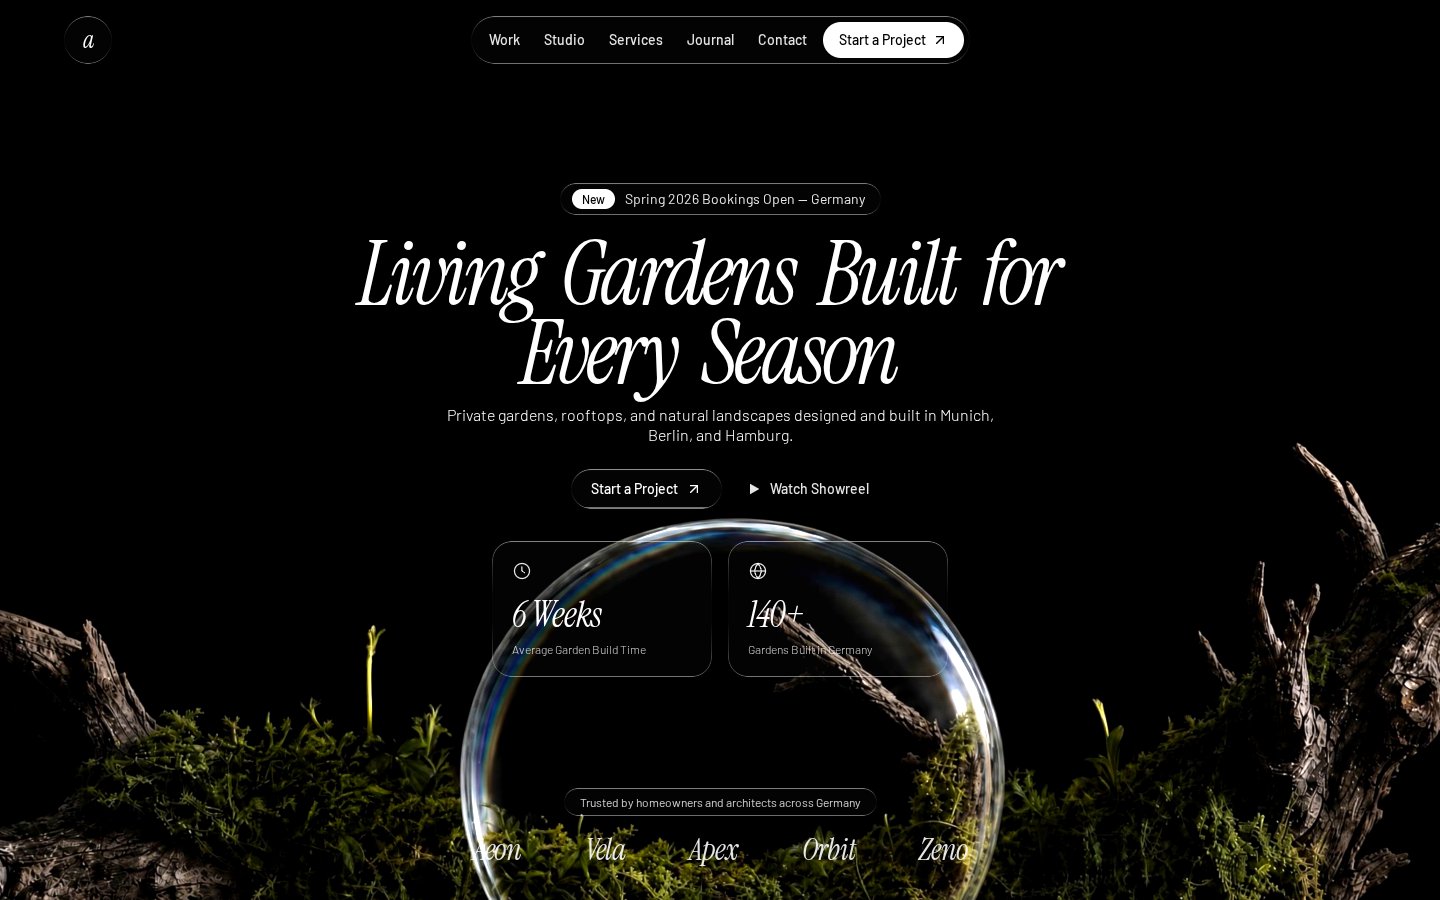 a
Work Studio Services Journal Contact Start a Project
New Spring 2026 Bookings Open — Germany
Living Gardens Built for
Every Season
Private gardens, rooftops, and natural landscapes designed and built in Munich,
Berlin, and Hamburg.
Start a Project Watch Showreel
6 Weeks
Average Garden Build Time
140+
Gardens Built in Germany
Trusted by homeowners and architects across Germany
Aeon Vela Apex Orbit Zeno